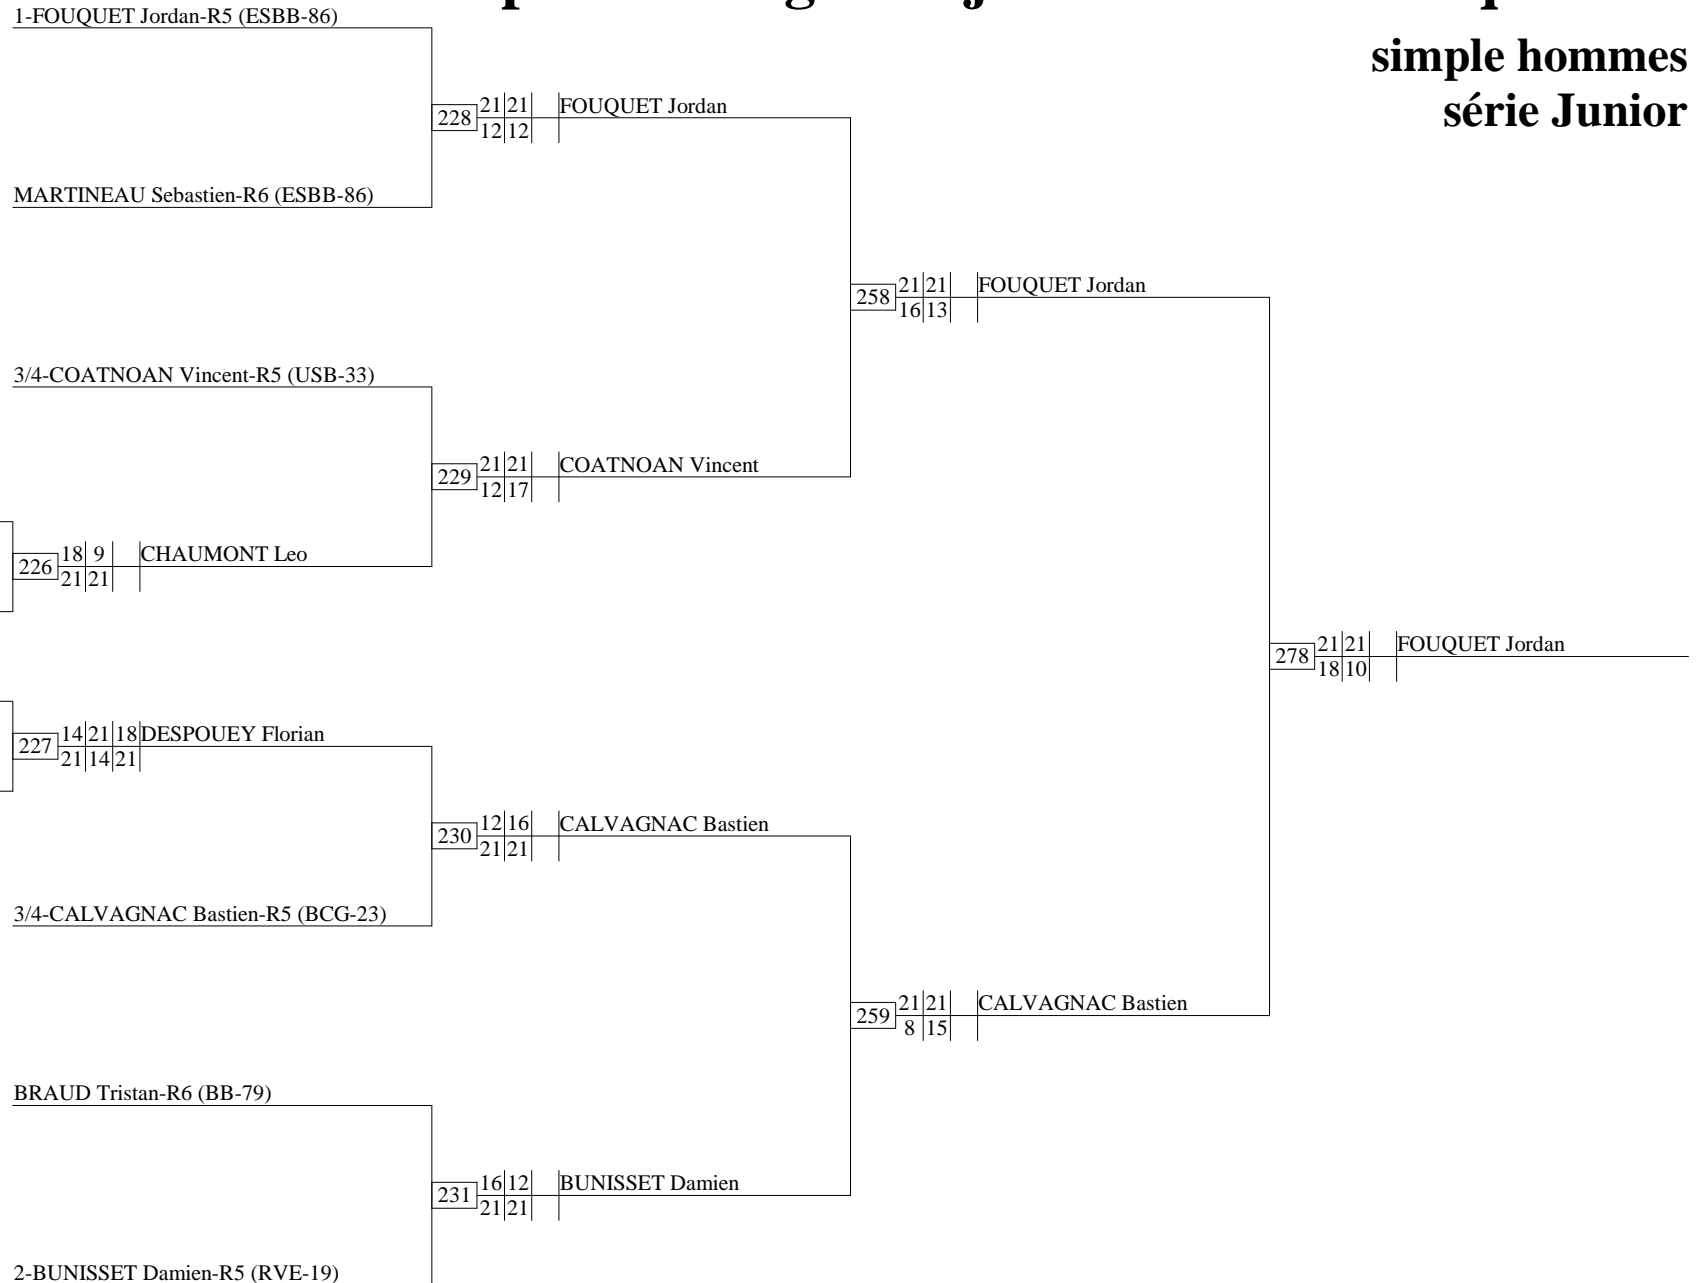 1-FOUQUET Jordan-R5 (ESBB-86)
simple hommes
série Junior
228
21 21
12 12
FOUQUET Jordan
MARTINEAU Sebastien-R6 (ESBB-86)
258
21 21
16 13
FOUQUET Jordan
3/4-COATNOAN Vincent-R5 (USB-33)
229
21 21
12 17
COATNOAN Vincent
226
18 9
21 21
CHAUMONT Leo
278
21 21
18 10
FOUQUET Jordan
227
14 21 18
21 14 21
DESPOUEY Florian
230
12 16
21 21
CALVAGNAC Bastien
3/4-CALVAGNAC Bastien-R5 (BCG-23)
259
21 21
8 15
CALVAGNAC Bastien
BRAUD Tristan-R6 (BB-79)
231
16 12
21 21
BUNISSET Damien
2-BUNISSET Damien-R5 (RVE-19)